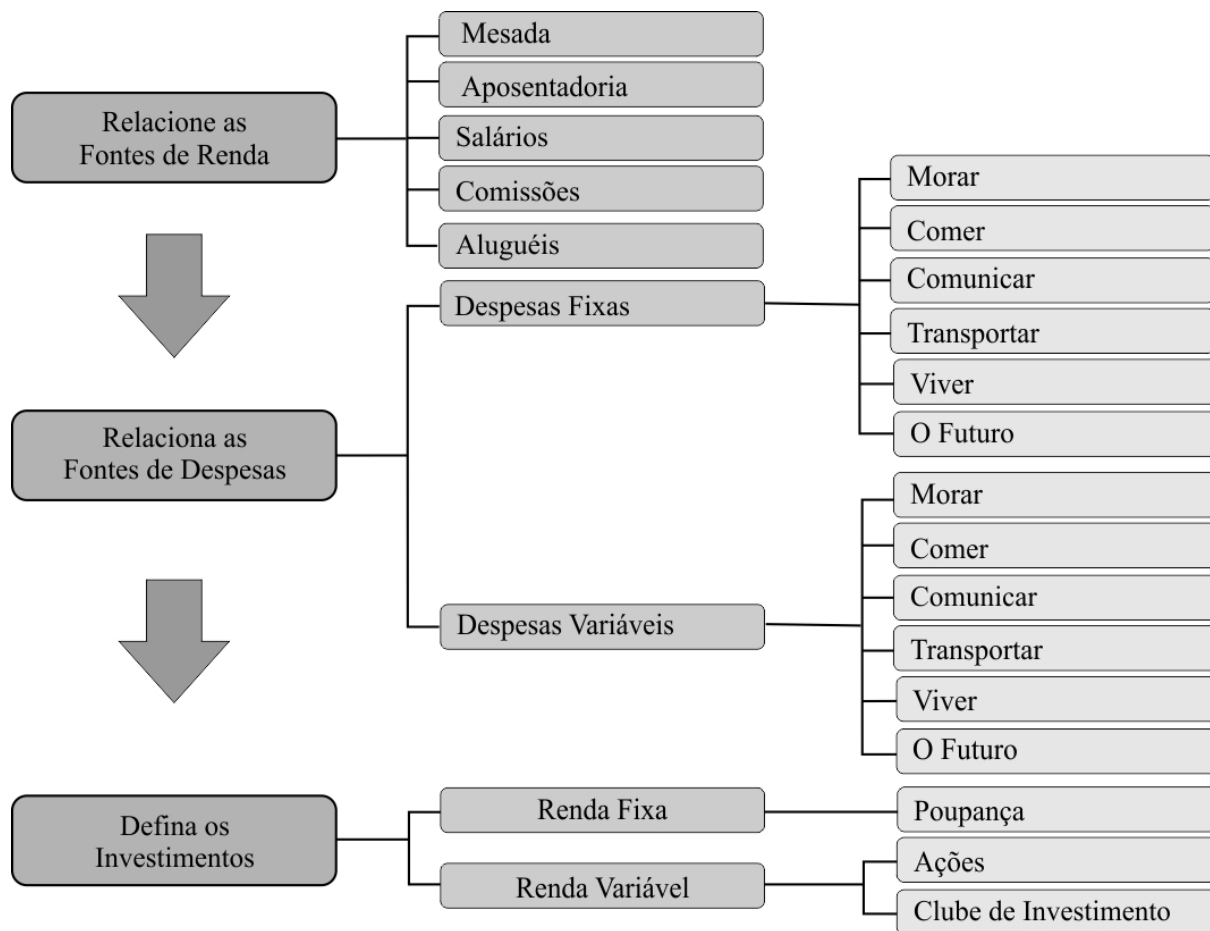 Relacione as
Fontes de Renda
Mesada
Aposentadoria
Salários
Comissões
Aluguéis
Relaciona as
Fontes de Despesas
Despesas Fixas
Morar
Comer
Comunicar
Transportar
Viver
O Futuro
Despesas Variáveis
Morar
Comer
Comunicar
Transportar
Viver
O Futuro
Defina os
Investimentos
Renda Fixa
Poupança
Renda Variável
Ações
Clube de Investimento